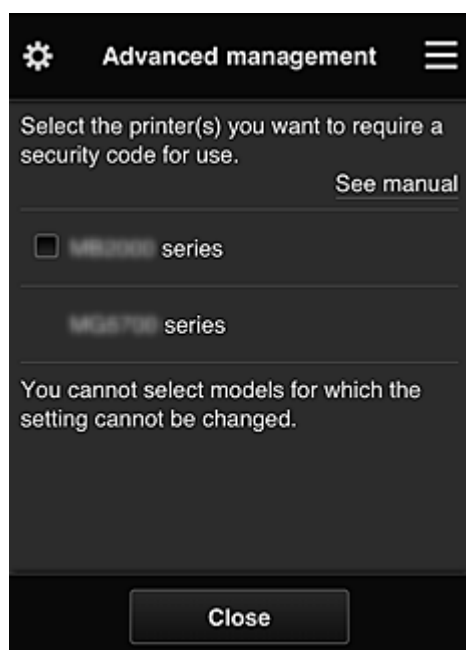 Advanced management
Select the printer(s) you want to require a
security code for use.
See manual
series
series
You cannot select models for which the
setting cannot be changed.
Close